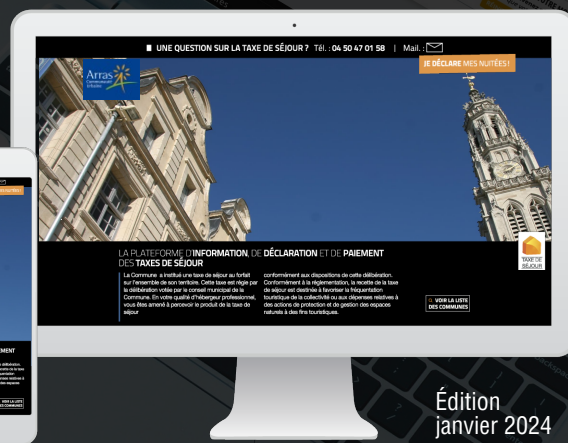 UNE QUESTION SUR LA TAXE DE SÉJOUR ? Tél. : 04 50 47 01 58 | Mail. :
JE DÉCLARE MES NUITÉES !
Arras
Communauté
Urbaine
LA PLATEFORME D'INFORMATION, DE DÉCLARATION ET DE PAIEMENT
DES TAXES DE SÉJOUR
La Commune a institué une taxe de séjour au forfait
sur l'ensemble de son territoire. Cette taxe est régie par
la délibération votée par le conseil municipal de la
Commune. En votre qualité d'hébergeur professionnel,
vous êtes amené à percevoir le produit de la taxe de
séjour
conformément aux dispositions de cette délibération.
Conformément à la réglementation, la recette de la taxe
de séjour est destinée à favoriser la fréquentation
touristique de la collectivité ou aux dépenses relatives à
des actions de protection et de gestion des espaces
naturels à des fins touristiques.
TAXE DE
SÉJOUR
VOIR LA LISTE
DES COMMUNES
Édition
janvier 2024